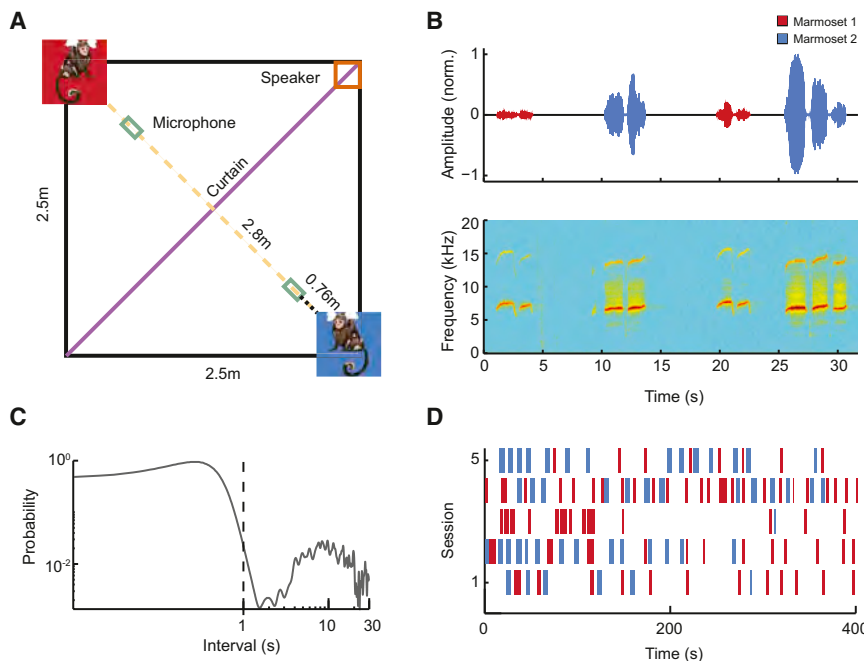 A
Speaker
Microphone
Curtain
2.8m
0.76m
2.5m
2.5m
B
Marmoset 1
Marmoset 2
Amplitude (norm.)
1
0
−1
Frequency (kHz)
20
15
10
5
0
0 5 10 15 20 25 30
Time (s)
C
Probability
10⁰
10⁻²
1 10 30
Interval (s)
D
Session
5
1
0 200 400
Time (s)